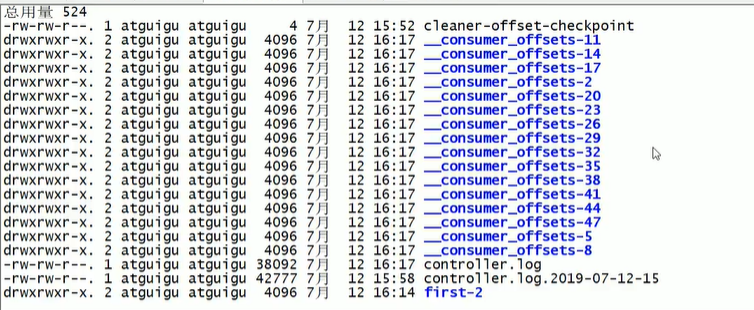 总用量 524
-rw-rw-r--. 1 atguigu atguigu     4 7月  12 15:52 cleaner-offset-checkpoint
drwxrwxr-x. 2 atguigu atguigu  4096 7月  12 16:17 __consumer_offsets-11
drwxrwxr-x. 2 atguigu atguigu  4096 7月  12 16:17 __consumer_offsets-14
drwxrwxr-x. 2 atguigu atguigu  4096 7月  12 16:17 __consumer_offsets-17
drwxrwxr-x. 2 atguigu atguigu  4096 7月  12 16:17 __consumer_offsets-2
drwxrwxr-x. 2 atguigu atguigu  4096 7月  12 16:17 __consumer_offsets-20
drwxrwxr-x. 2 atguigu atguigu  4096 7月  12 16:17 __consumer_offsets-23
drwxrwxr-x. 2 atguigu atguigu  4096 7月  12 16:17 __consumer_offsets-26
drwxrwxr-x. 2 atguigu atguigu  4096 7月  12 16:17 __consumer_offsets-29
drwxrwxr-x. 2 atguigu atguigu  4096 7月  12 16:17 __consumer_offsets-32
drwxrwxr-x. 2 atguigu atguigu  4096 7月  12 16:17 __consumer_offsets-35
drwxrwxr-x. 2 atguigu atguigu  4096 7月  12 16:17 __consumer_offsets-38
drwxrwxr-x. 2 atguigu atguigu  4096 7月  12 16:17 __consumer_offsets-41
drwxrwxr-x. 2 atguigu atguigu  4096 7月  12 16:17 __consumer_offsets-44
drwxrwxr-x. 2 atguigu atguigu  4096 7月  12 16:17 __consumer_offsets-47
drwxrwxr-x. 2 atguigu atguigu  4096 7月  12 16:17 __consumer_offsets-5
drwxrwxr-x. 2 atguigu atguigu  4096 7月  12 16:17 __consumer_offsets-8
-rw-rw-r--. 1 atguigu atguigu 38092 7月  12 16:17 controller.log
-rw-rw-r--. 1 atguigu atguigu 42777 7月  12 15:58 controller.log.2019-07-12-15
drwxrwxr-x. 2 atguigu atguigu  4096 7月  12 16:14 first-2